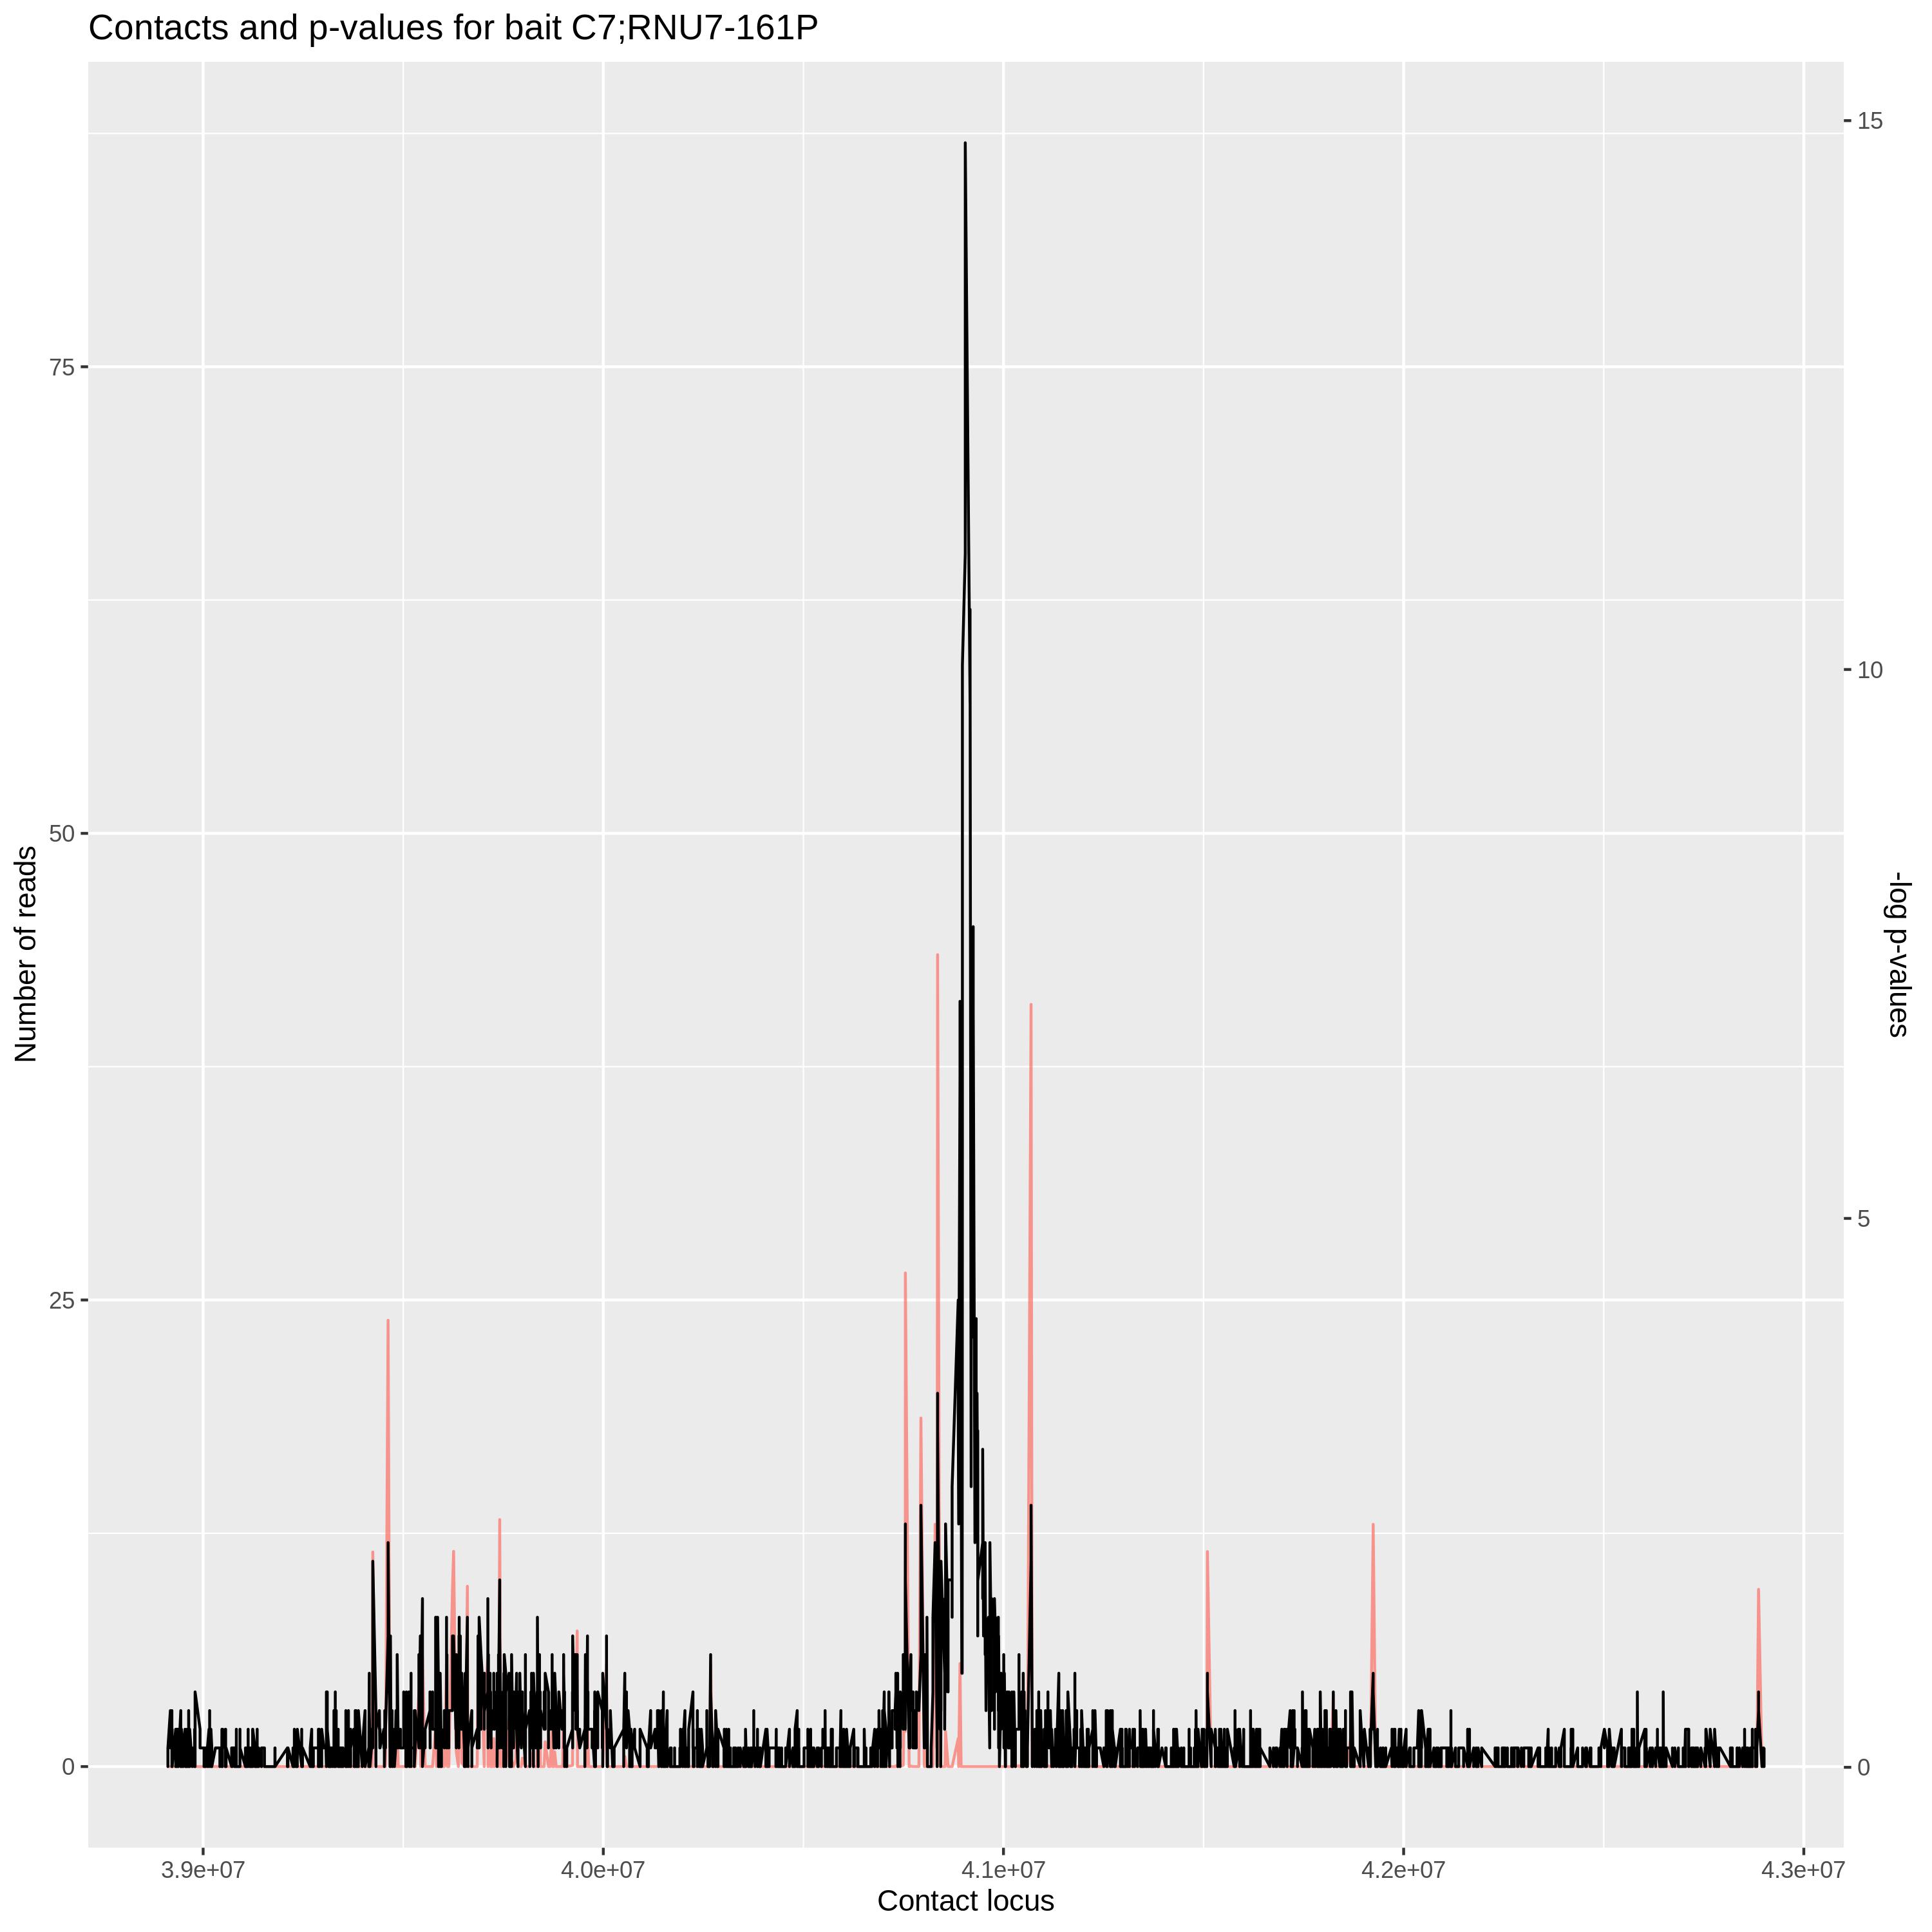 Contacts and p-values for bait C7;RNU7-161P
Number of reads
75
50
25
0
15
10
5
0
-log p-values
3.9e+07 4.0e+07 4.1e+07 4.2e+07 4.3e+07
Contact locus